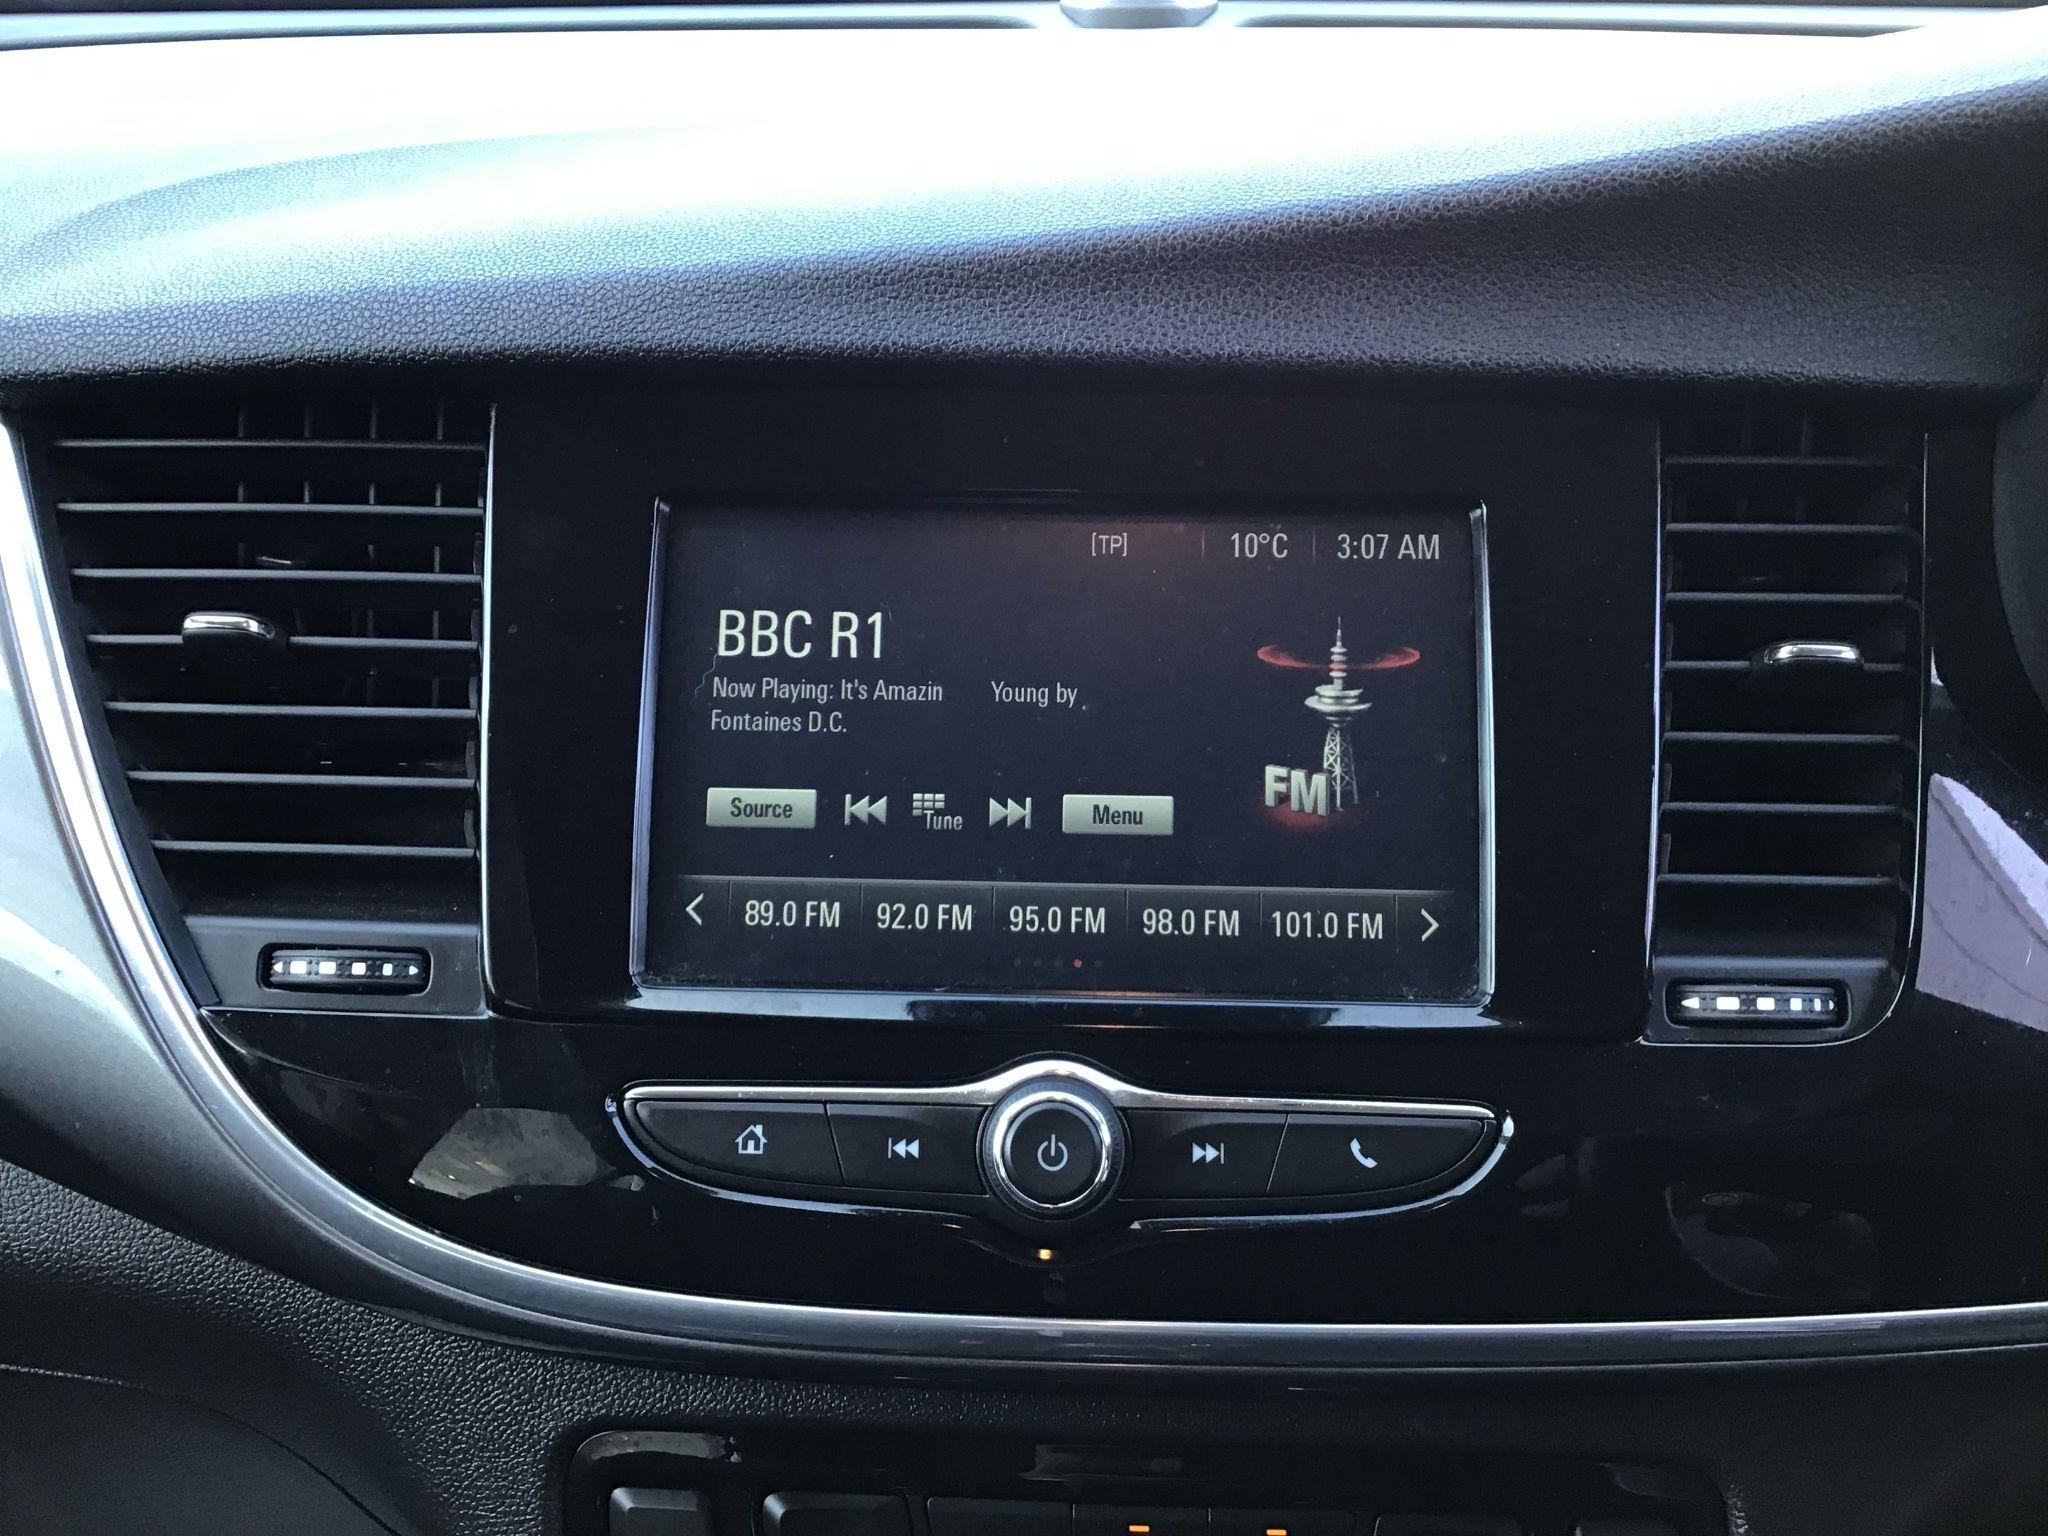 [TP] 10°C 3:07 AM
BBC R1
Now Playing: It's Amazin Young by
Fontaines D.C.
FM
Source Tune Menu
89.0 FM 92.0 FM 95.0 FM 98.0 FM 101.0 FM